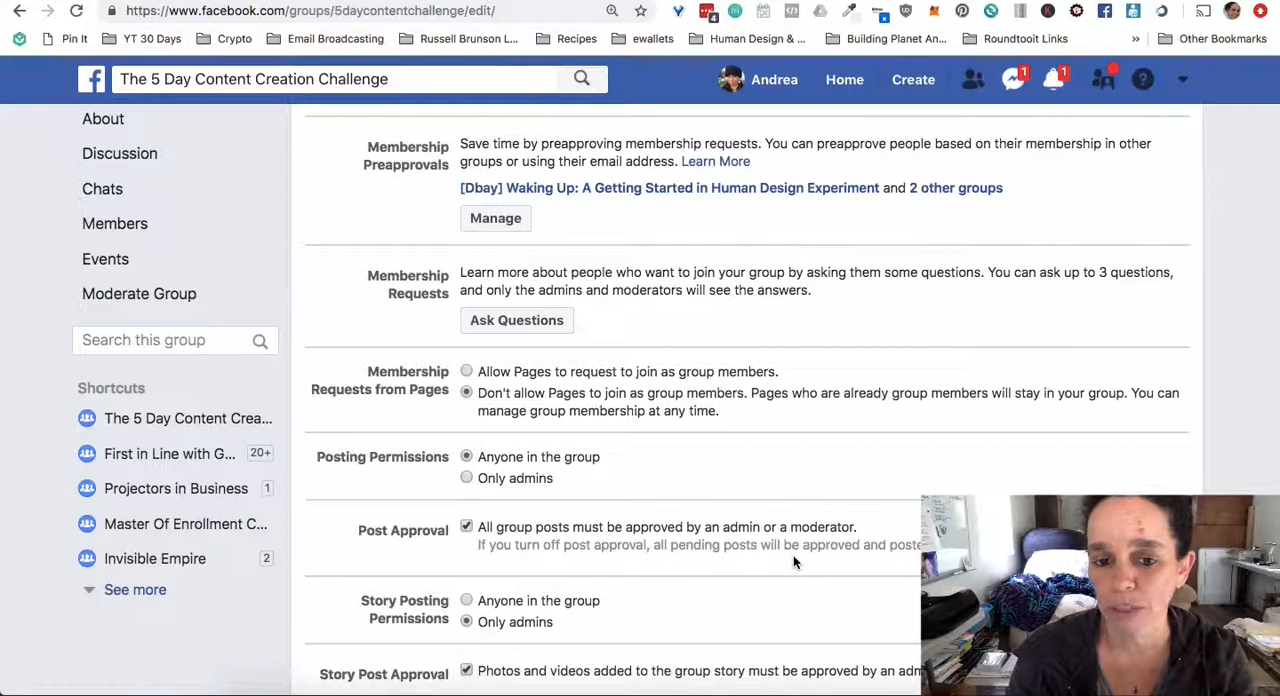 https://www.facebook.com/groups/5daycontentchallenge/edit/
4
Pin It YT 30 Days Crypto Email Broadcasting Russell Brunson L... Recipes ewallets Human Design & ... Building Planet An... Roundtooit Links » Other Bookmarks
The 5 Day Content Creation Challenge
Andrea Home Create 1 1
About
Discussion
Chats
Members
Events
Moderate Group
Search this group
Shortcuts
The 5 Day Content Crea...
First in Line with G... 20+
Projectors in Business 1
Master Of Enrollment C...
Invisible Empire 2
See more
Membership Preapprovals
Save time by preapproving membership requests. You can preapprove people based on their membership in other
groups or using their email address. Learn More
[Dbay] Waking Up: A Getting Started in Human Design Experiment and 2 other groups
Manage
Membership Requests
Learn more about people who want to join your group by asking them some questions. You can ask up to 3 questions,
and only the admins and moderators will see the answers.
Ask Questions
Membership Requests from Pages
Allow Pages to request to join as group members.
Don't allow Pages to join as group members. Pages who are already group members will stay in your group. You can
manage group membership at any time.
Posting Permissions
Anyone in the group
Only admins
Post Approval
All group posts must be approved by an admin or a moderator.
If you turn off post approval, all pending posts will be approved and poste
Story Posting Permissions
Anyone in the group
Only admins
Story Post Approval
Photos and videos added to the group story must be approved by an adm